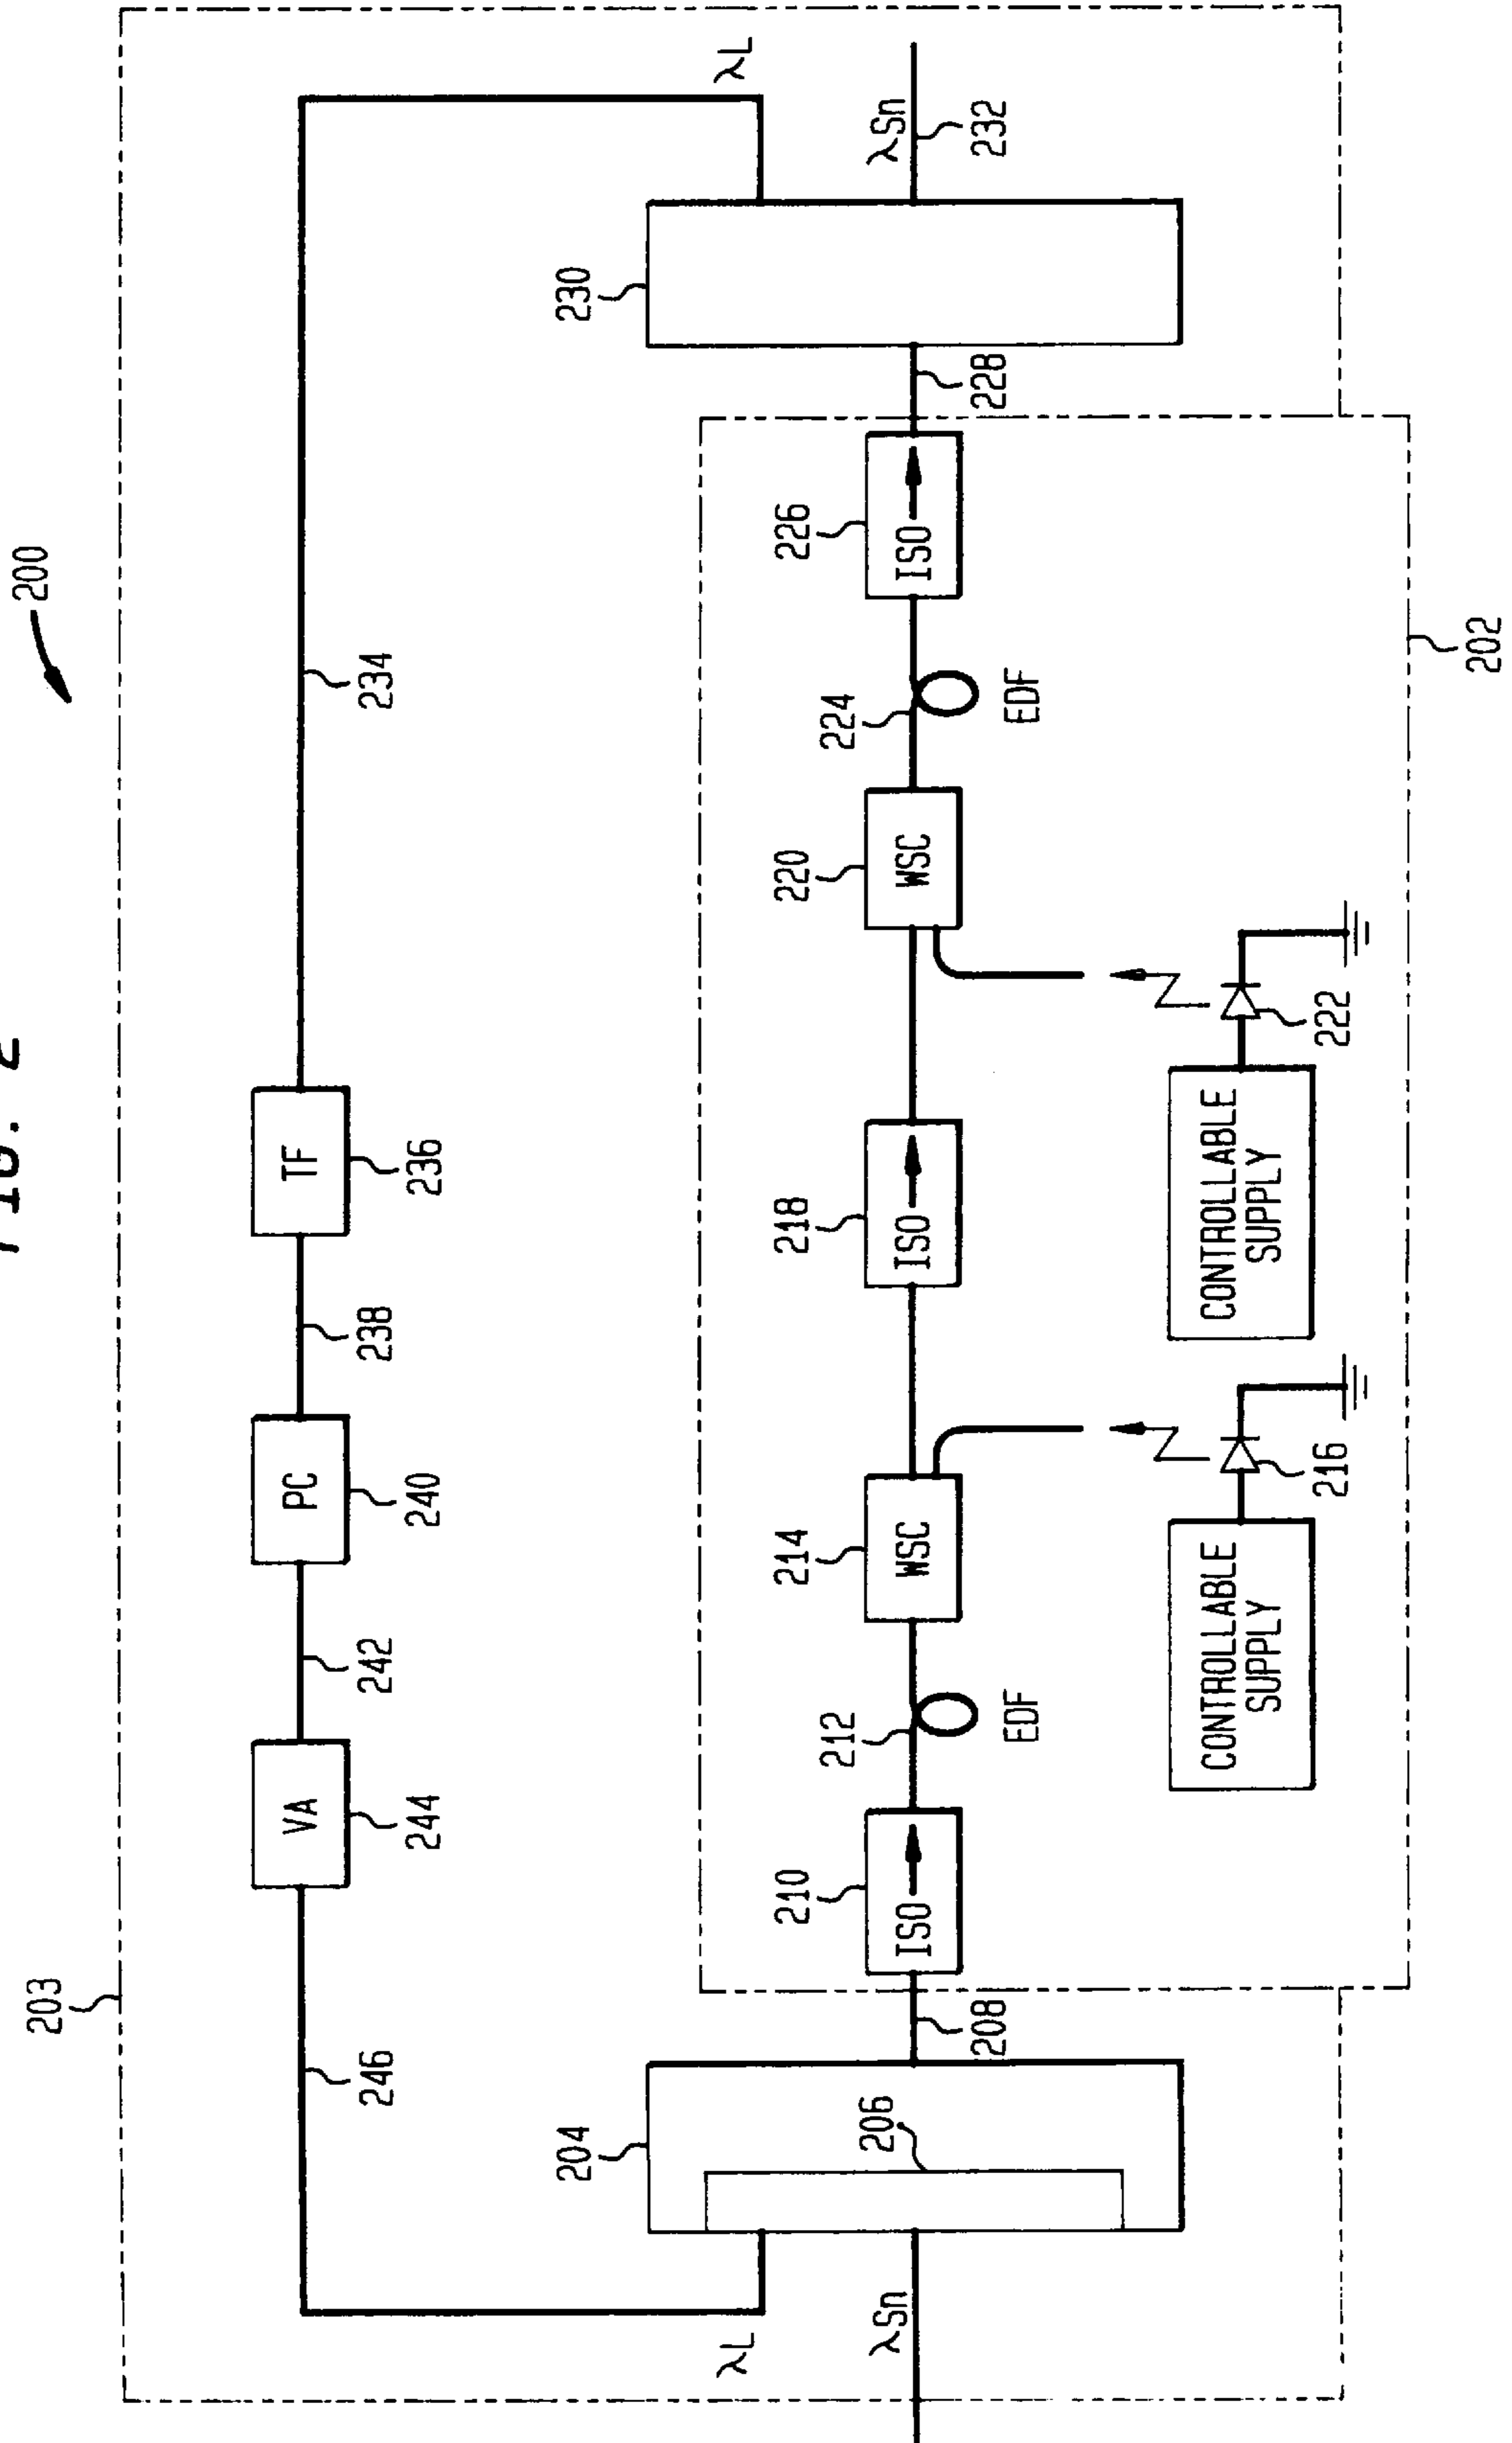 FIG. 2
200
203
VA
PC
TF
246
244
242
240
238
236
234
204
230
λL
λL
206
210
212
214
218
220
224
226
λSn
ISO
WSC
ISO
WSC
ISO
λSn
208
228
232
EDF
EDF
CONTROLLABLE
SUPPLY
216
CONTROLLABLE
SUPPLY
222
202